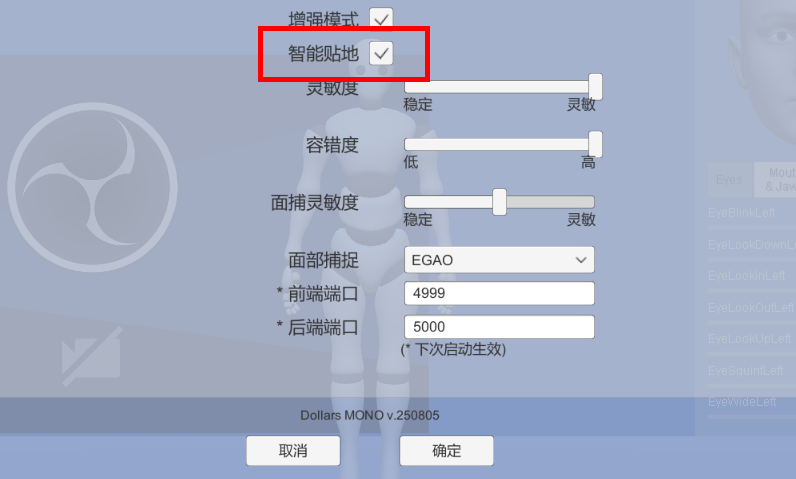 增强模式
智能贴地
灵敏度
稳定 灵敏
容错度
低 高
面捕灵敏度
稳定 灵敏
面部捕捉 EGAO
* 前端端口 4999
* 后端端口 5000
(* 下次启动生效)
Dollars MONO v.250805
取消 确定
Eyes
Mout
& Jaw
EyeBlinkLeft
EyeLookDownL
EyeLookInLeft
EyeLookOutLeft
EyeLookUpLeft
EyeSquintLeft
EyeWideLeft